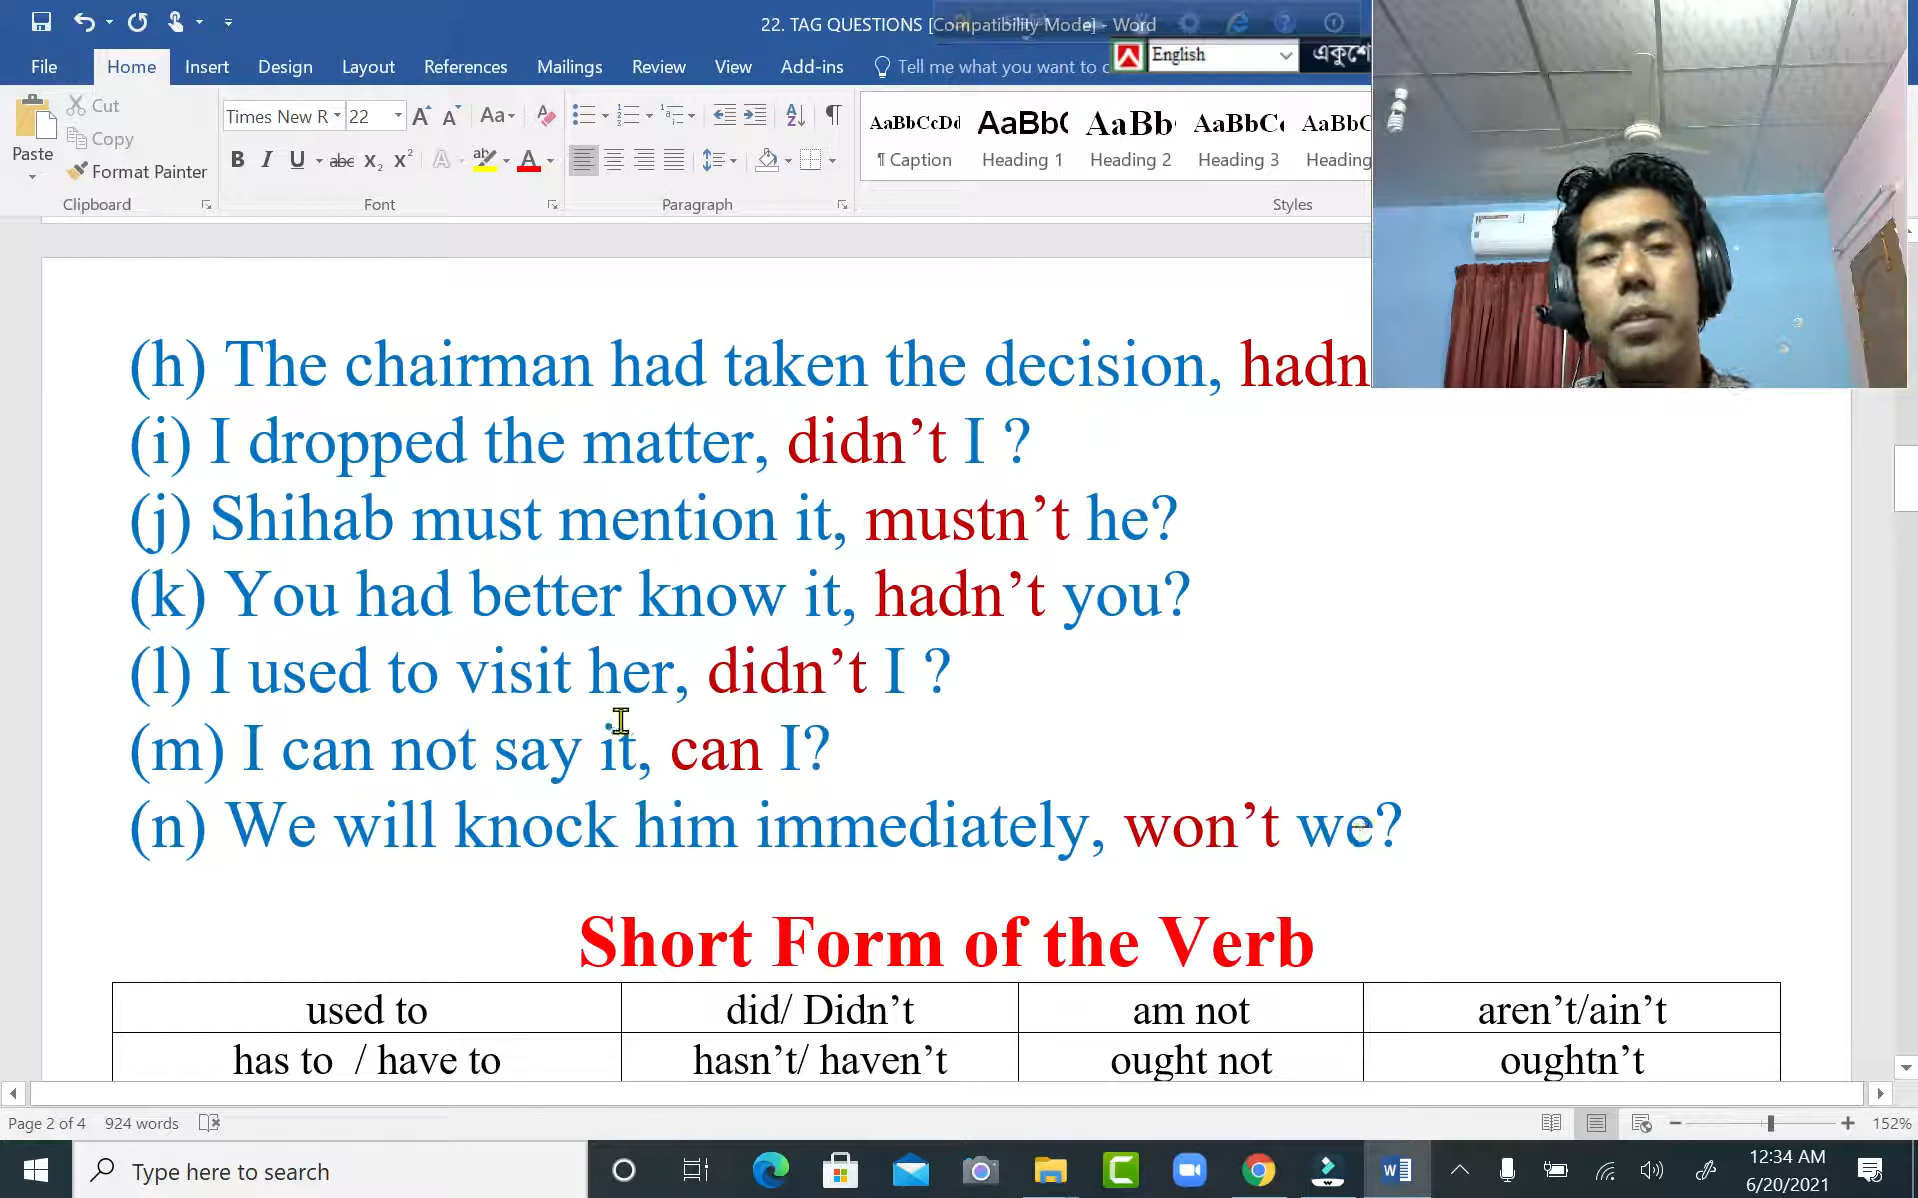 22. TAG QUESTIONS [Compatibility Mode] - Word
English
একুশে
File Home Insert Design Layout References Mailings Review View Add-ins Tell me what you want to
Cut
Copy
Paste
Format Painter
Clipboard
Times New R 22
Font
Paragraph
AaBbCcDd AaBb AaBb AaBbC AaBbC
¶ Caption Heading 1 Heading 2 Heading 3 Heading
Styles
(h) The chairman had taken the decision, hadn
(i) I dropped the matter, didn’t I ?
(j) Shihab must mention it, mustn’t he?
(k) You had better know it, hadn’t you?
(l) I used to visit her, didn’t I ?
(m) I can not say it, can I?
(n) We will knock him immediately, won’t we?
Short Form of the Verb
used to did/ Didn’t am not aren’t/ain’t
has to / have to hasn’t/ haven’t ought not oughtn’t
Page 2 of 4 924 words 152%
Type here to search
12:34 AM
6/20/2021